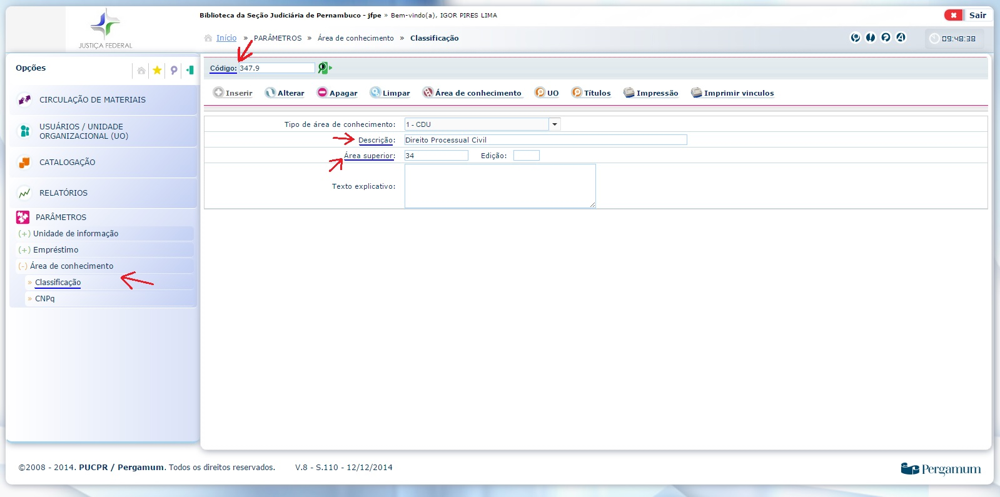 Biblioteca da Seção Judiciária de Pernambuco - jfpe » Bem-vindo(a), IGOR PIRES LIMA
Sair
JUSTIÇA FEDERAL
Início » PARÂMETROS » Área de conhecimento » Classificação
09:48:38
Opções
CIRCULAÇÃO DE MATERIAIS
USUÁRIOS / UNIDADE
ORGANIZACIONAL (UO)
CATALOGAÇÃO
RELATÓRIOS
PARÂMETROS
(+) Unidade de informação
(+) Empréstimo
(-) Área de conhecimento
» Classificação
» CNPq
Código: 347.9
Inserir Alterar Apagar Limpar Área de conhecimento UO Títulos Impressão Imprimir vinculos
Tipo de área de conhecimento: 1 - CDU
Descrição: Direito Processual Civil
Área superior: 34 Edição:
Texto explicativo:
©2008 - 2014. PUCPR / Pergamum. Todos os direitos reservados. V.8 - S.110 - 12/12/2014
Pergamum